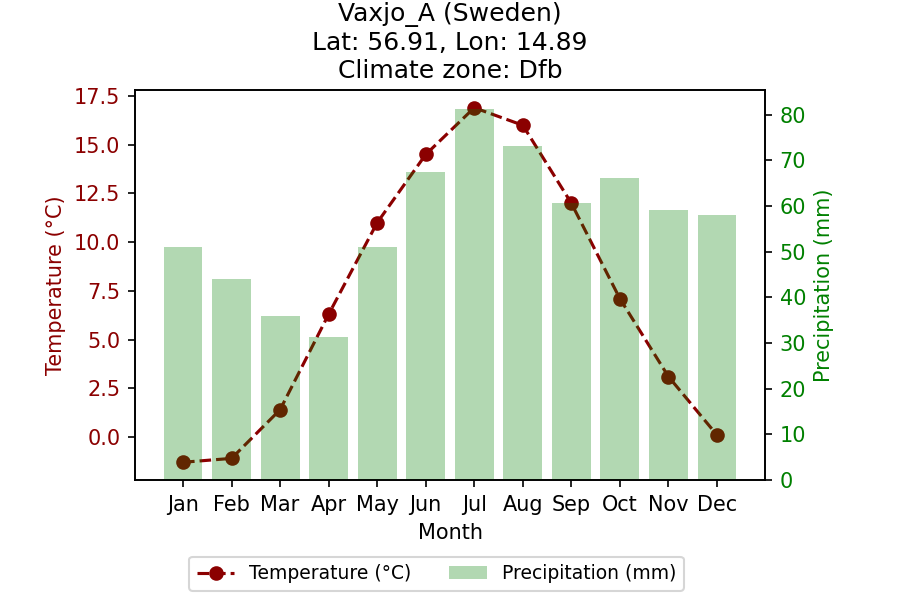 Vaxjo_A (Sweden)
Lat: 56.91, Lon: 14.89
Climate zone: Dfb
17.5
15.0
12.5
10.0
7.5
5.0
2.5
0.0
Temperature (°C)
80
70
60
50
40
30
20
10
0
Precipitation (mm)
Jan Feb Mar Apr May Jun Jul Aug Sep Oct Nov Dec
Month
Temperature (°C) Precipitation (mm)